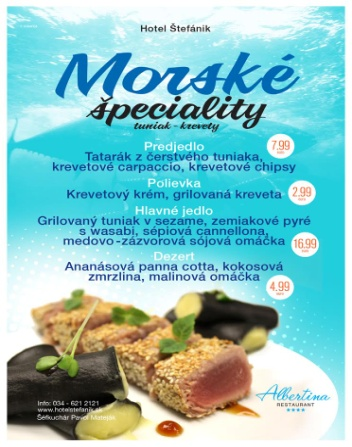 Hotel Štefánik
Morské
špeciality
tuniak - krevety
Predjedlo
7.99
Tatarák z čerstvého tuniaka,
krevetové carpaccio, krevetové chipsy
Polievka
2.99
Krevetový krém, grilovaná kreveta
Hlavné jedlo
Grilovaný tuniak v sezame, zemiakové pyré
s wasabi, sépiová cannellona,
16.99
medovo-zázvorová sójová omáčka
Dezert
Ananásová panna cotta, kokosová
zmrzlina, malinová omáčka
4.99
Info: 034 - 621 2121
www.hotelstefanik.sk
Šéfkuchár Pavol
Albertina
RESTAURANT